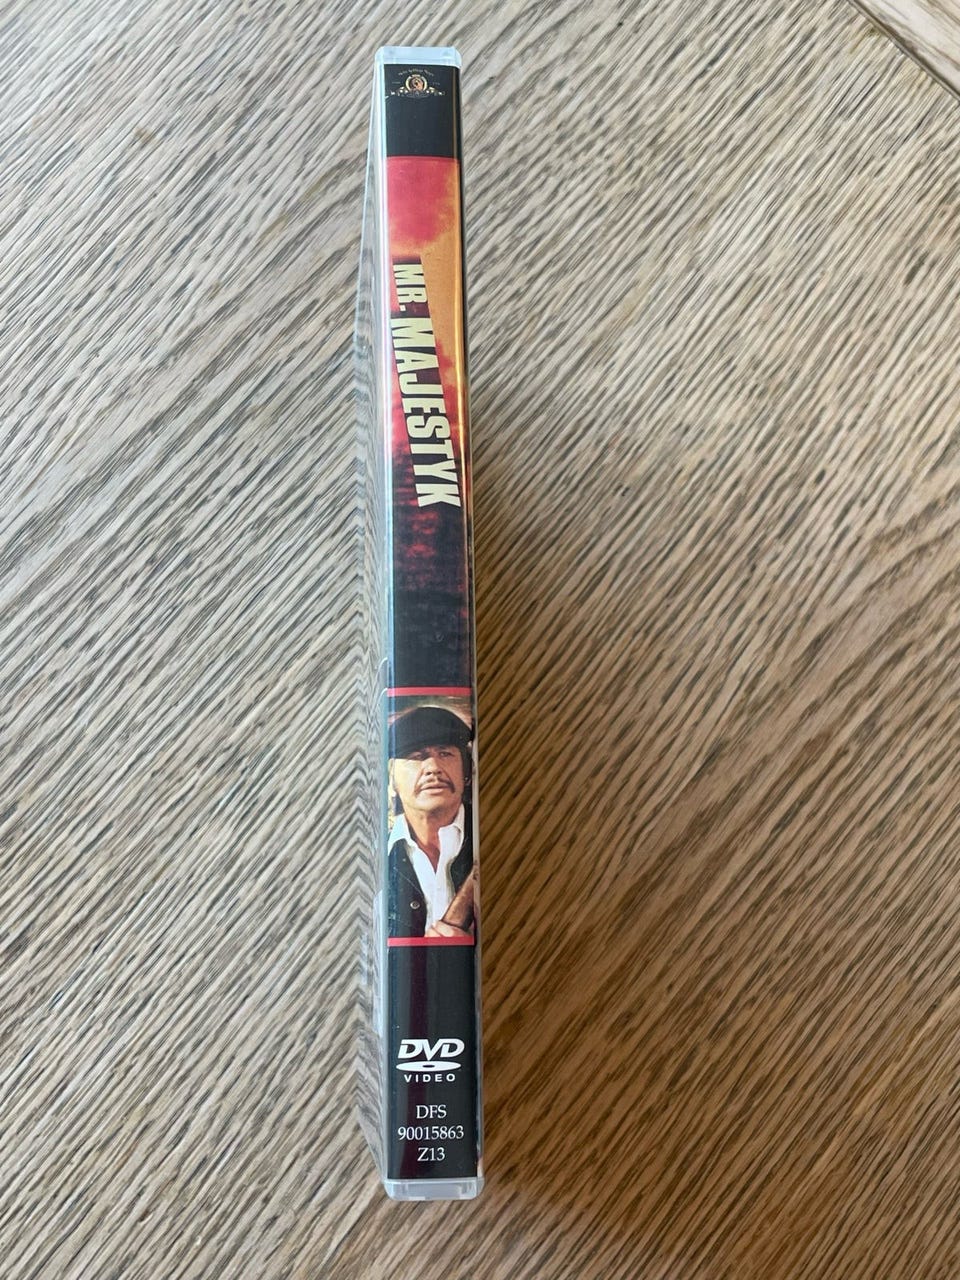 MR. MAJESTYK
DVD
VIDEO
DFS
90015863
Z13